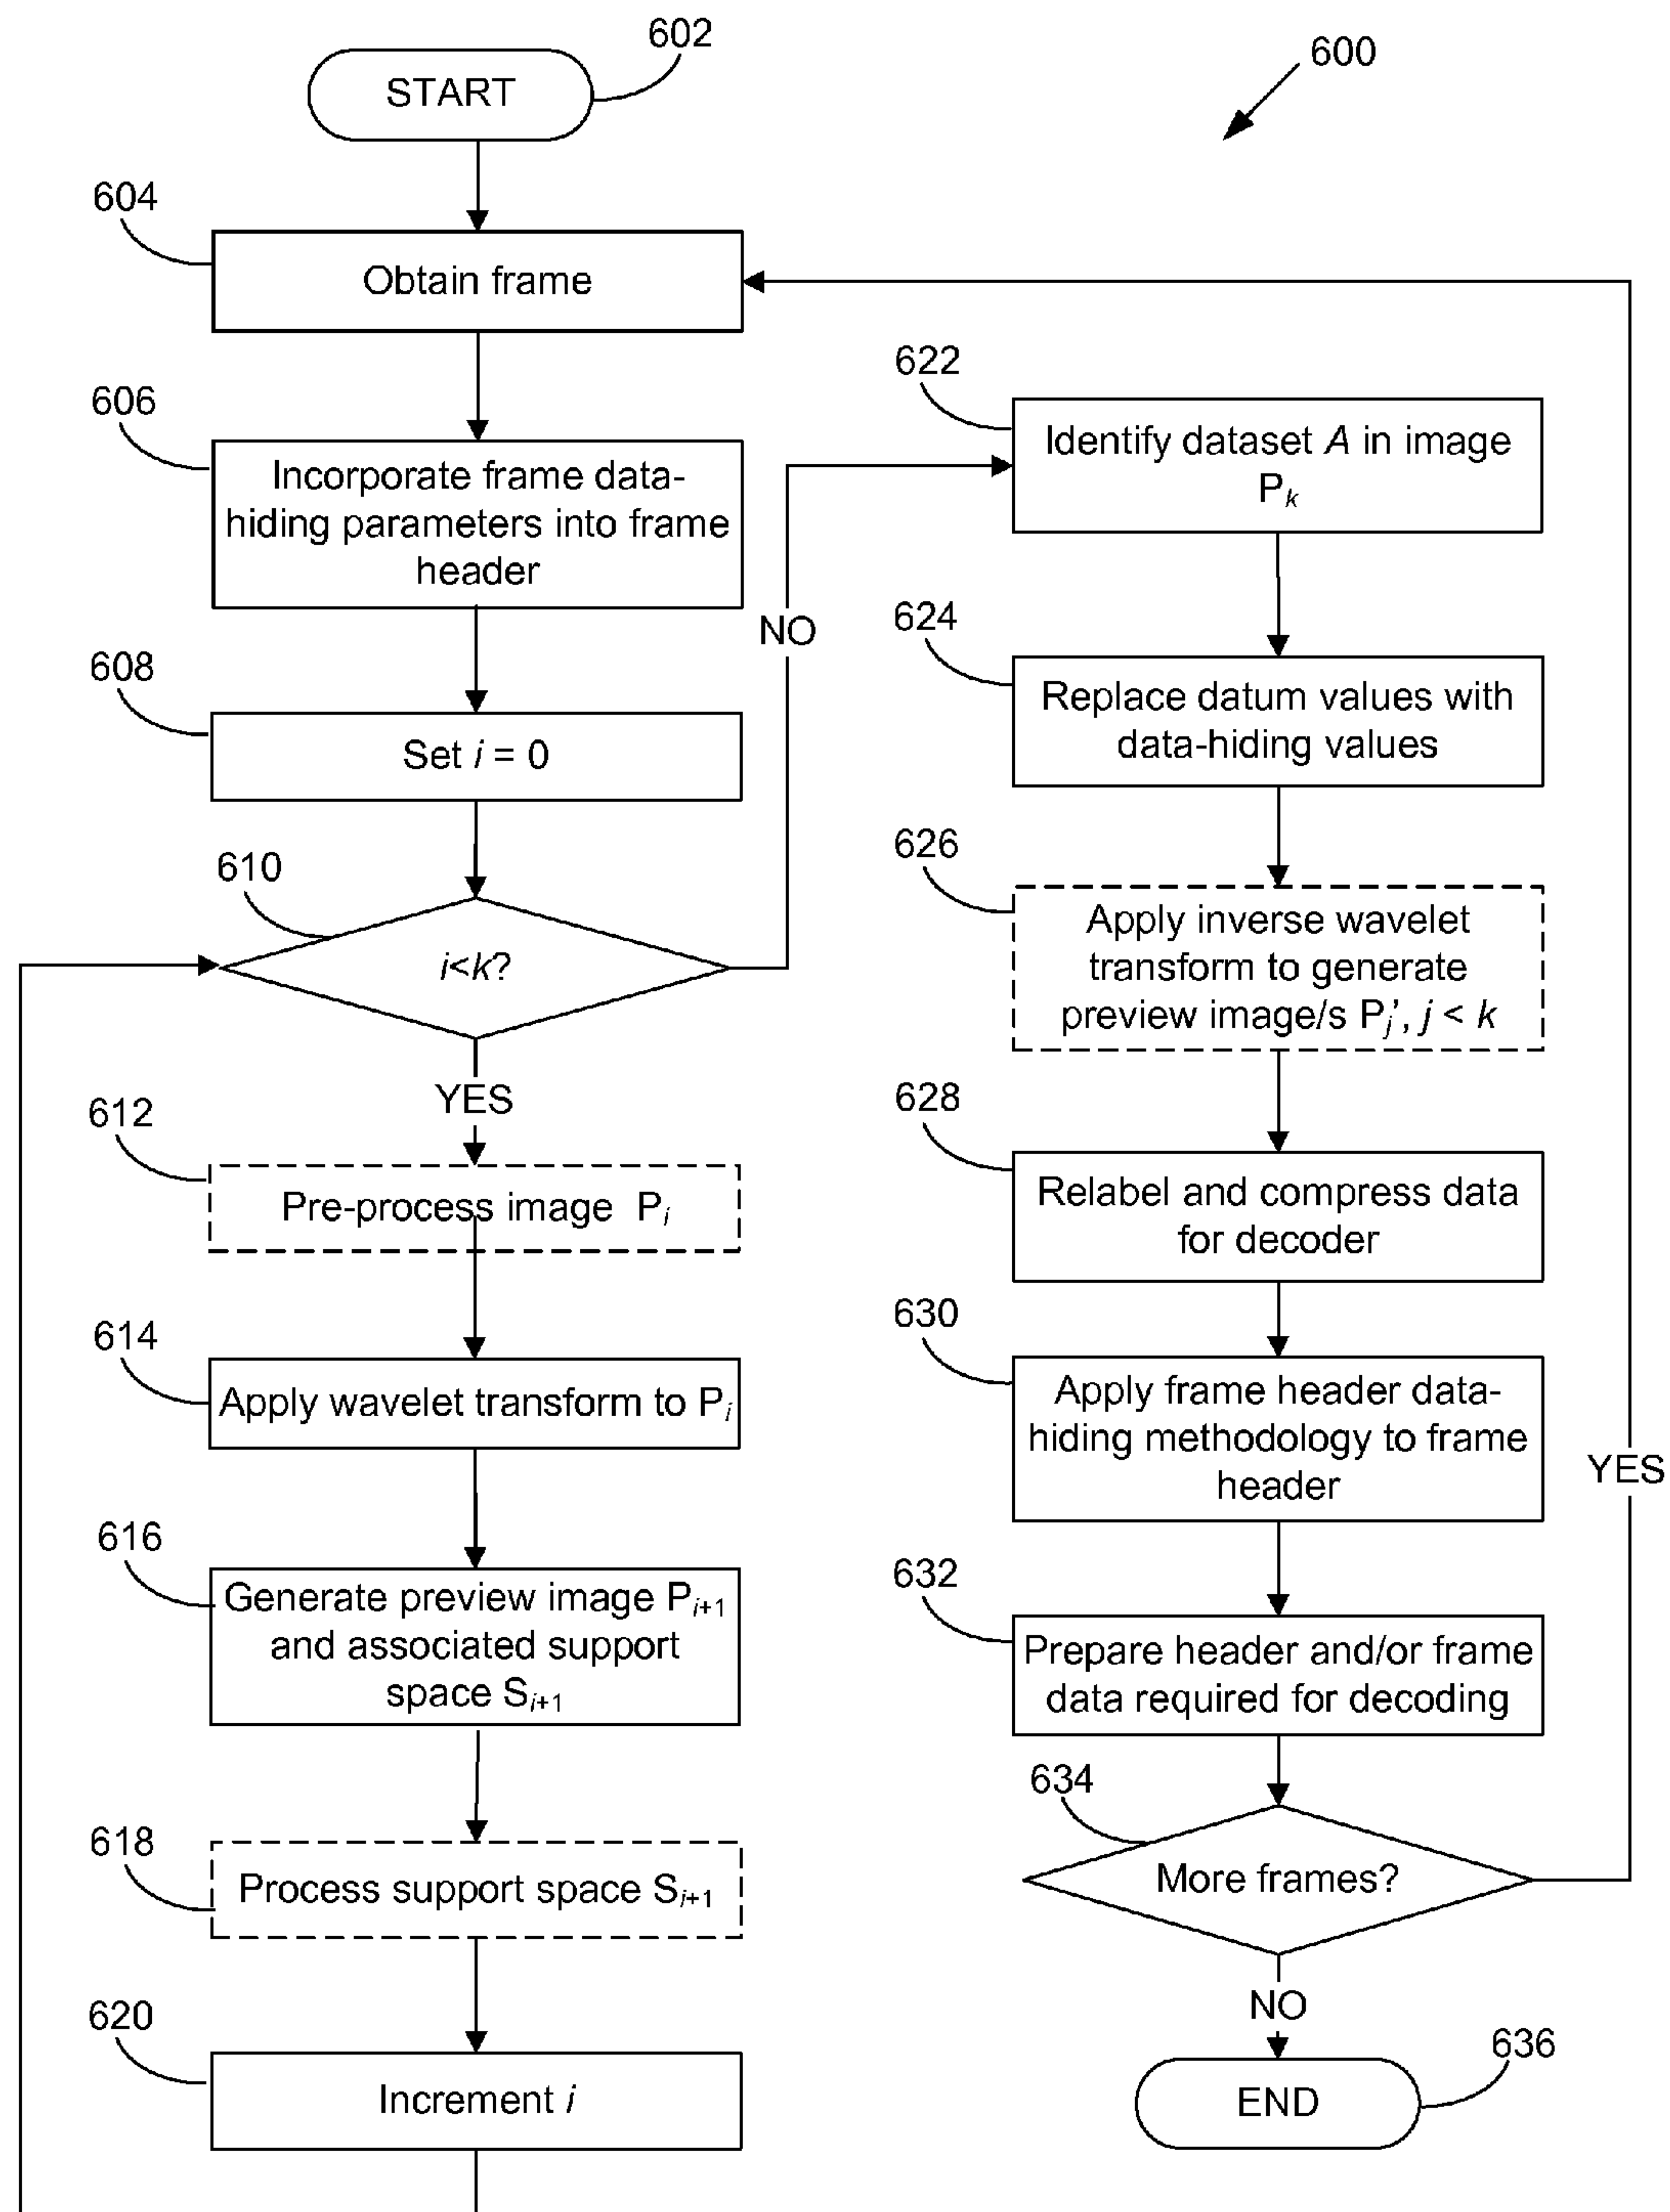 602
START
600
604
Obtain frame
606
Incorporate frame data-
hiding parameters into frame
header
608
Set i = 0
610
i<k?
NO
YES
612
Pre-process image Pi
614
Apply wavelet transform to Pi
616
Generate preview image Pi+1
and associated support
space Si+1
618
Process support space Si+1
620
Increment i
622
Identify dataset A in image
Pk
624
Replace datum values with
data-hiding values
626
Apply inverse wavelet
transform to generate
preview image/s Pj’, j < k
628
Relabel and compress data
for decoder
630
Apply frame header data-
hiding methodology to frame
header
632
Prepare header and/or frame
data required for decoding
634
More frames?
YES
NO
636
END